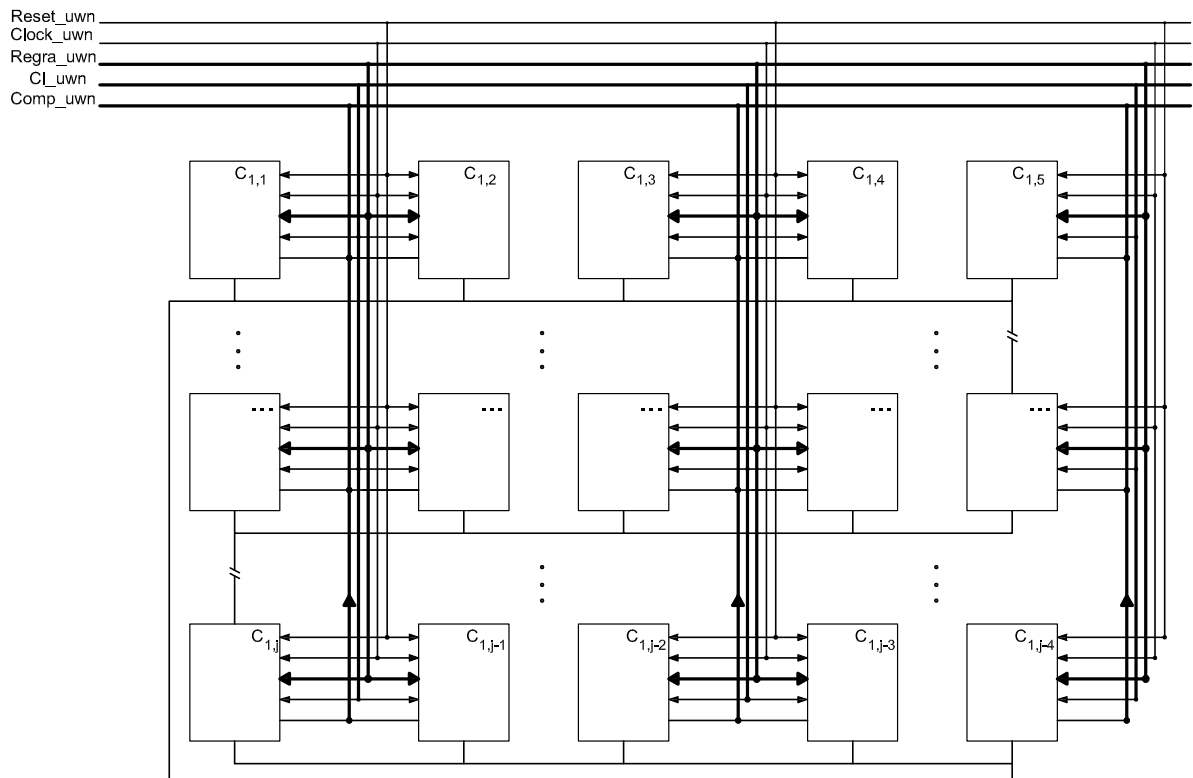 Reset_uwn
Clock_uwn
Regra_uwn
CI_uwn
Comp_uwn
C1,1 C1,2 C1,3 C1,4 C1,5
... ... ... ... ...
C1,j C1,j-1 C1,j-2 C1,j-3 C1,j-4